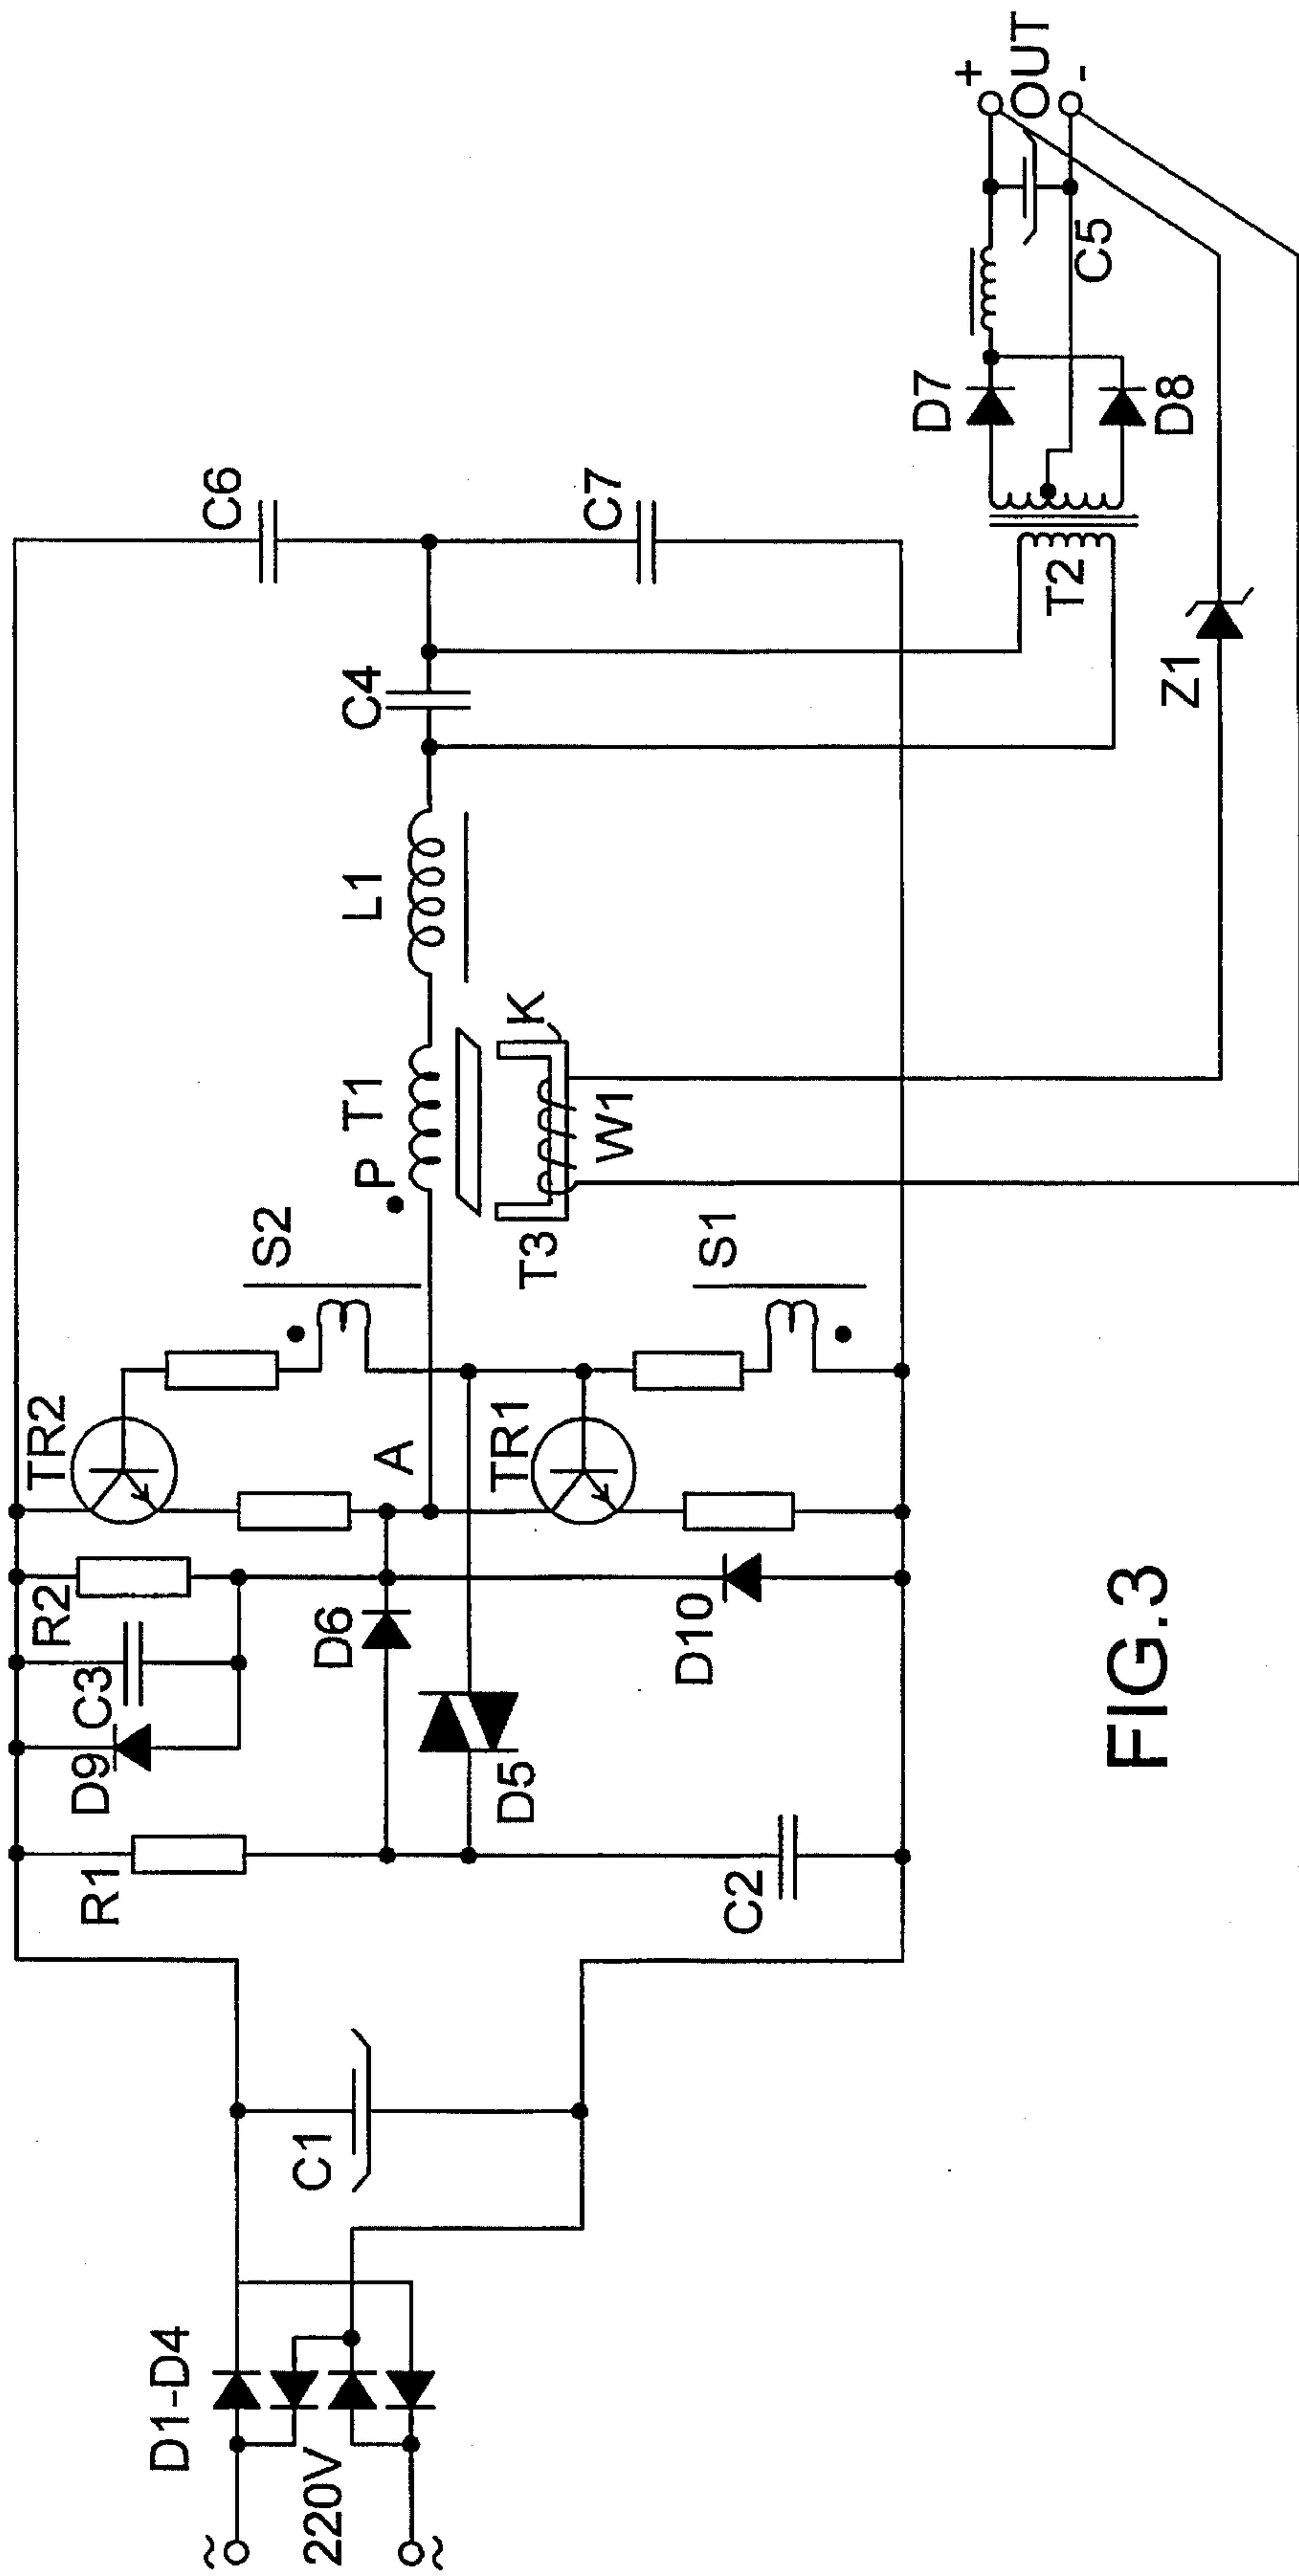 D1-D4
220V
~
~
C1
R1
D9
C3
R2
TR2
D6
D5
C2
D10
A
TR1
S2
S1
P
T1
T3
W1
K
L1
C4
C6
C7
T2
Z1
D7
D8
C5
+
OUT
-
FIG.3